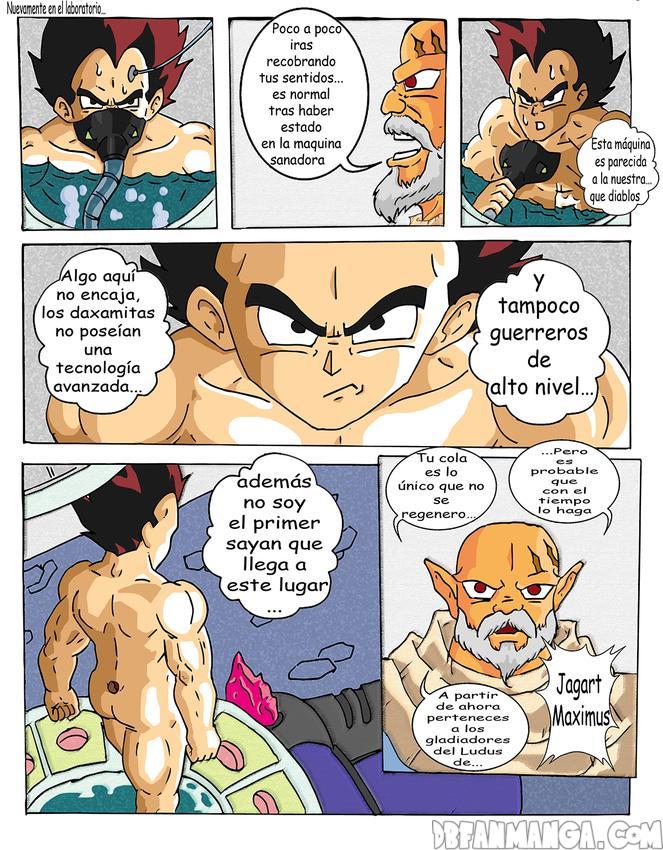 Nuevamente en el laboratorio...
Poco a poco
iras
recobrando
tus sentidos...
es normal
tras haber
estado
en la maquina
sanadora
Esta máquina
es parecida
a la nuestra...
que diablos
Algo aquí
no encaja,
los daxamitas
no poseían
una
tecnología
avanzada...
Y
tampoco
guerreros
de
alto nivel...
además
no soy
el primer
sayan que
llega a
este lugar
...
Tu cola
es lo
único que no
se
regenero...
...Pero
es
probable
que
con el
tiempo
lo haga
A partir
de ahora
perteneces
a los
gladiadores
del Ludus
de...
Jagart
Maximus
DBFANMANGA.COM